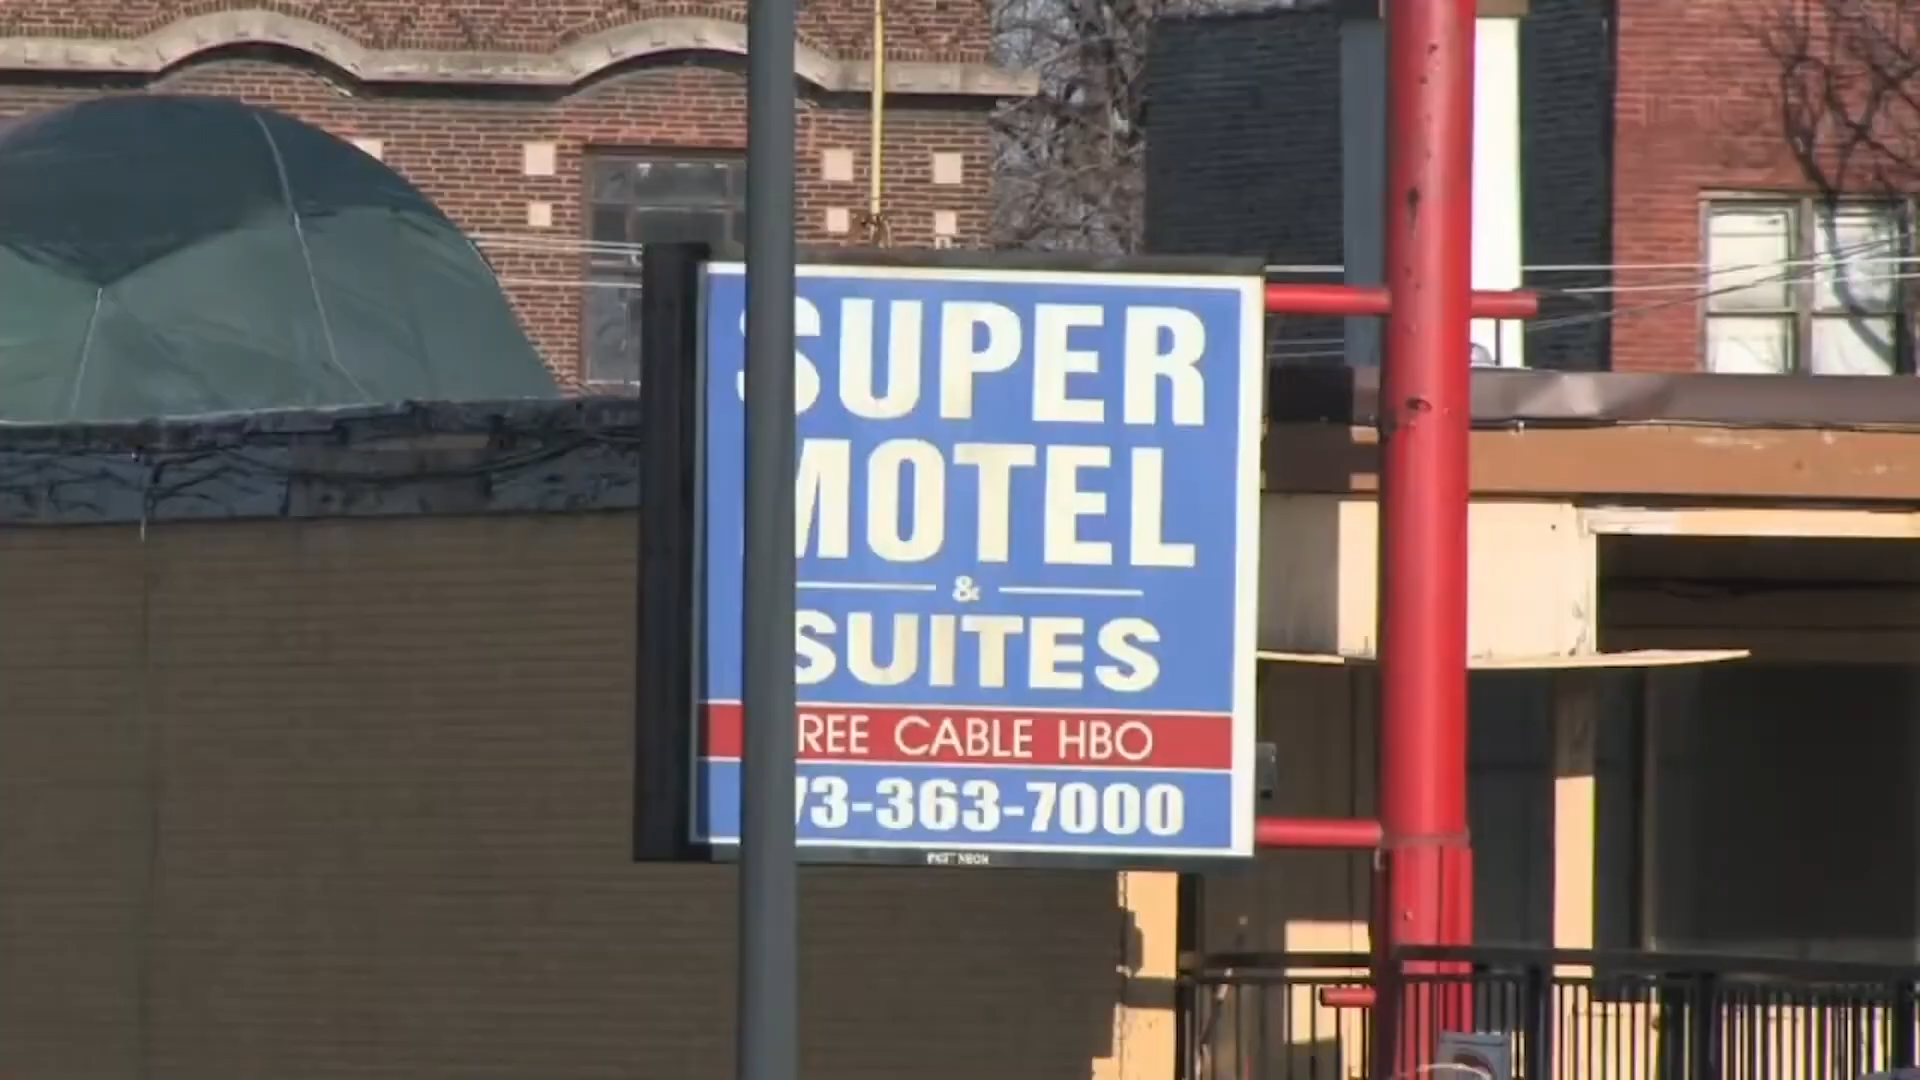 SUPER
MOTEL
&
SUITES
REE CABLE HBO
73-363-7000